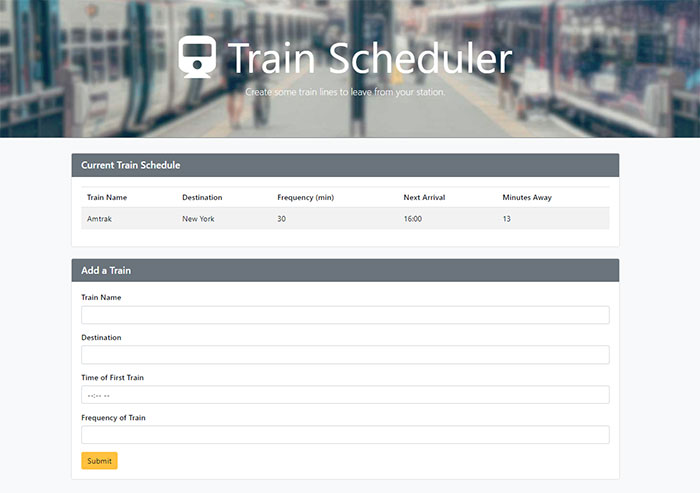 Train Scheduler
Create some train lines to leave from your station.
Current Train Schedule
Train Name Destination Frequency (min) Next Arrival Minutes Away
Amtrak New York 30 16:00 13
Add a Train
Train Name
Destination
Time of First Train
--:-- --
Frequency of Train
Submit